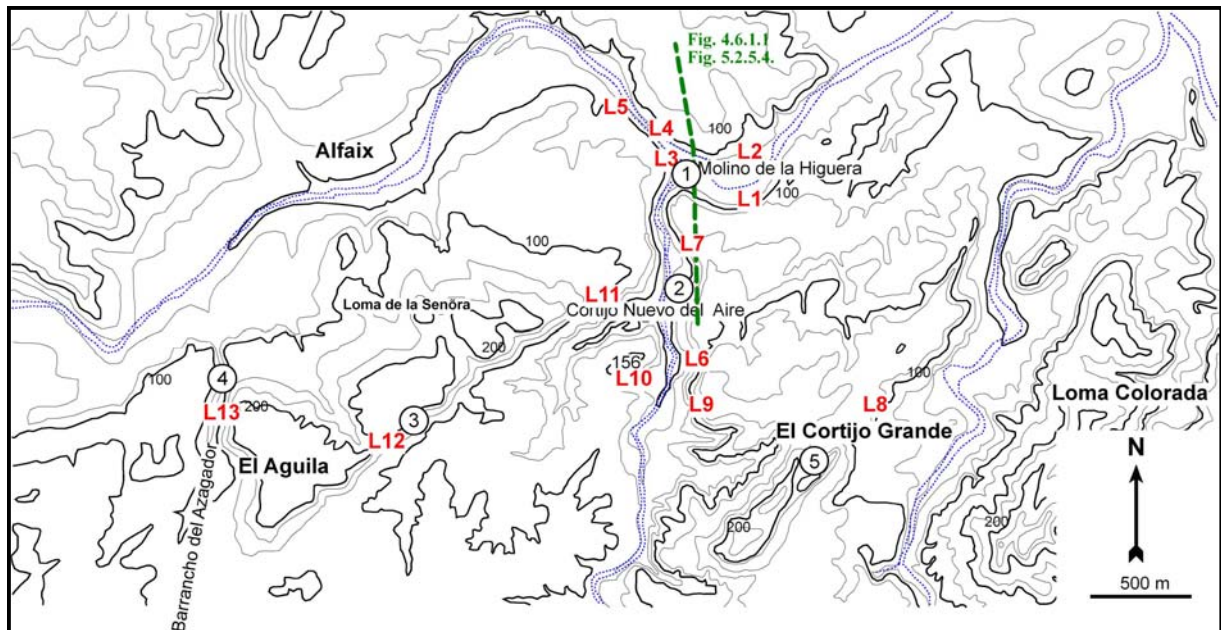 Fig. 4.6.1.1
Fig. 5.2.5.4.
L5
L4
100
L2
L3
Alfaix
1
Molino de la Higuera
L1
100
L7
100
2
Loma de la Senöra
L11
Cortijo Nuevo del Aire
200
156
L6
L10
100
4
100
L13
200
L9
L8
Loma Colorada
3
L12
El Cortijo Grande
El Aguila
5
N
200
200
Barrancho del Azagador
500 m